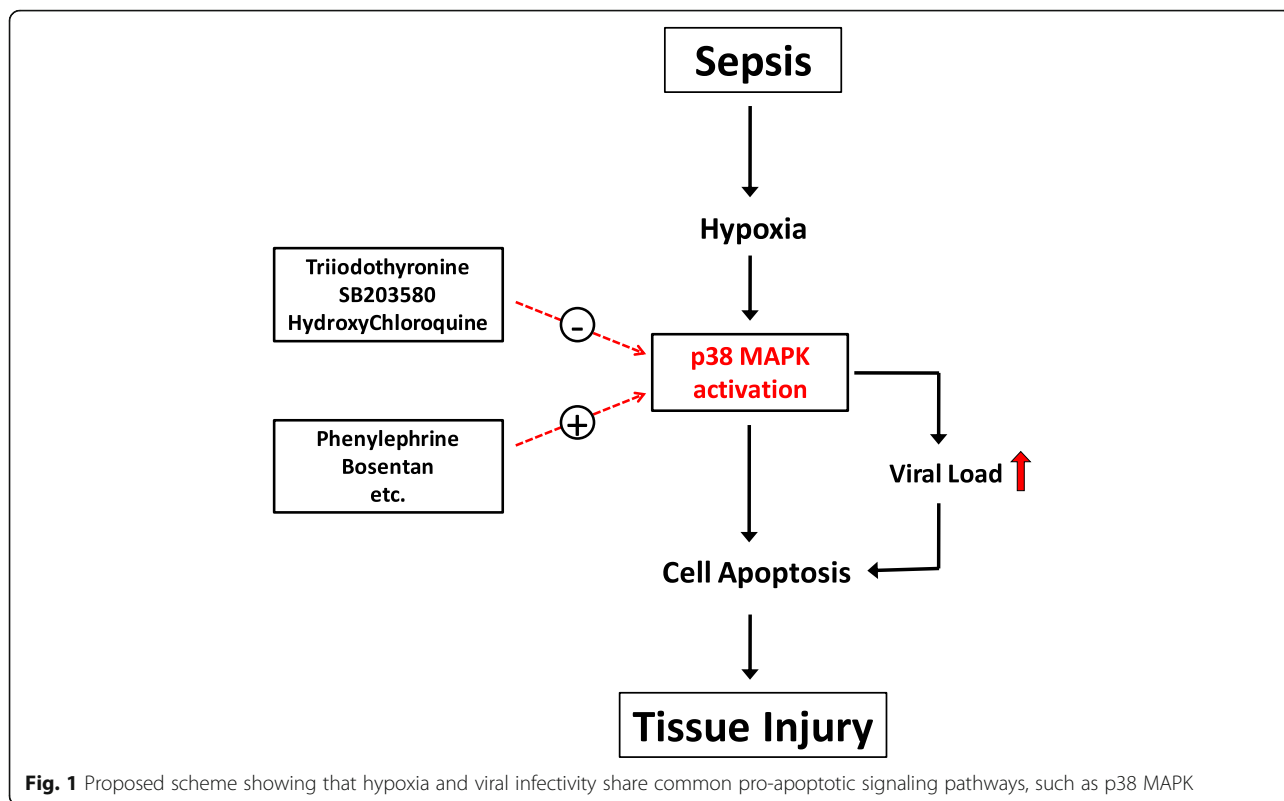 Sepsis
Hypoxia
Triiodothyronine
SB203580
HydroxyChloroquine
-
p38 MAPK
activation
+
Phenylephrine
Bosentan
etc.
Viral Load
Cell Apoptosis
Tissue Injury
Fig. 1 Proposed scheme showing that hypoxia and viral infectivity share common pro-apoptotic signaling pathways, such as p38 MAPK